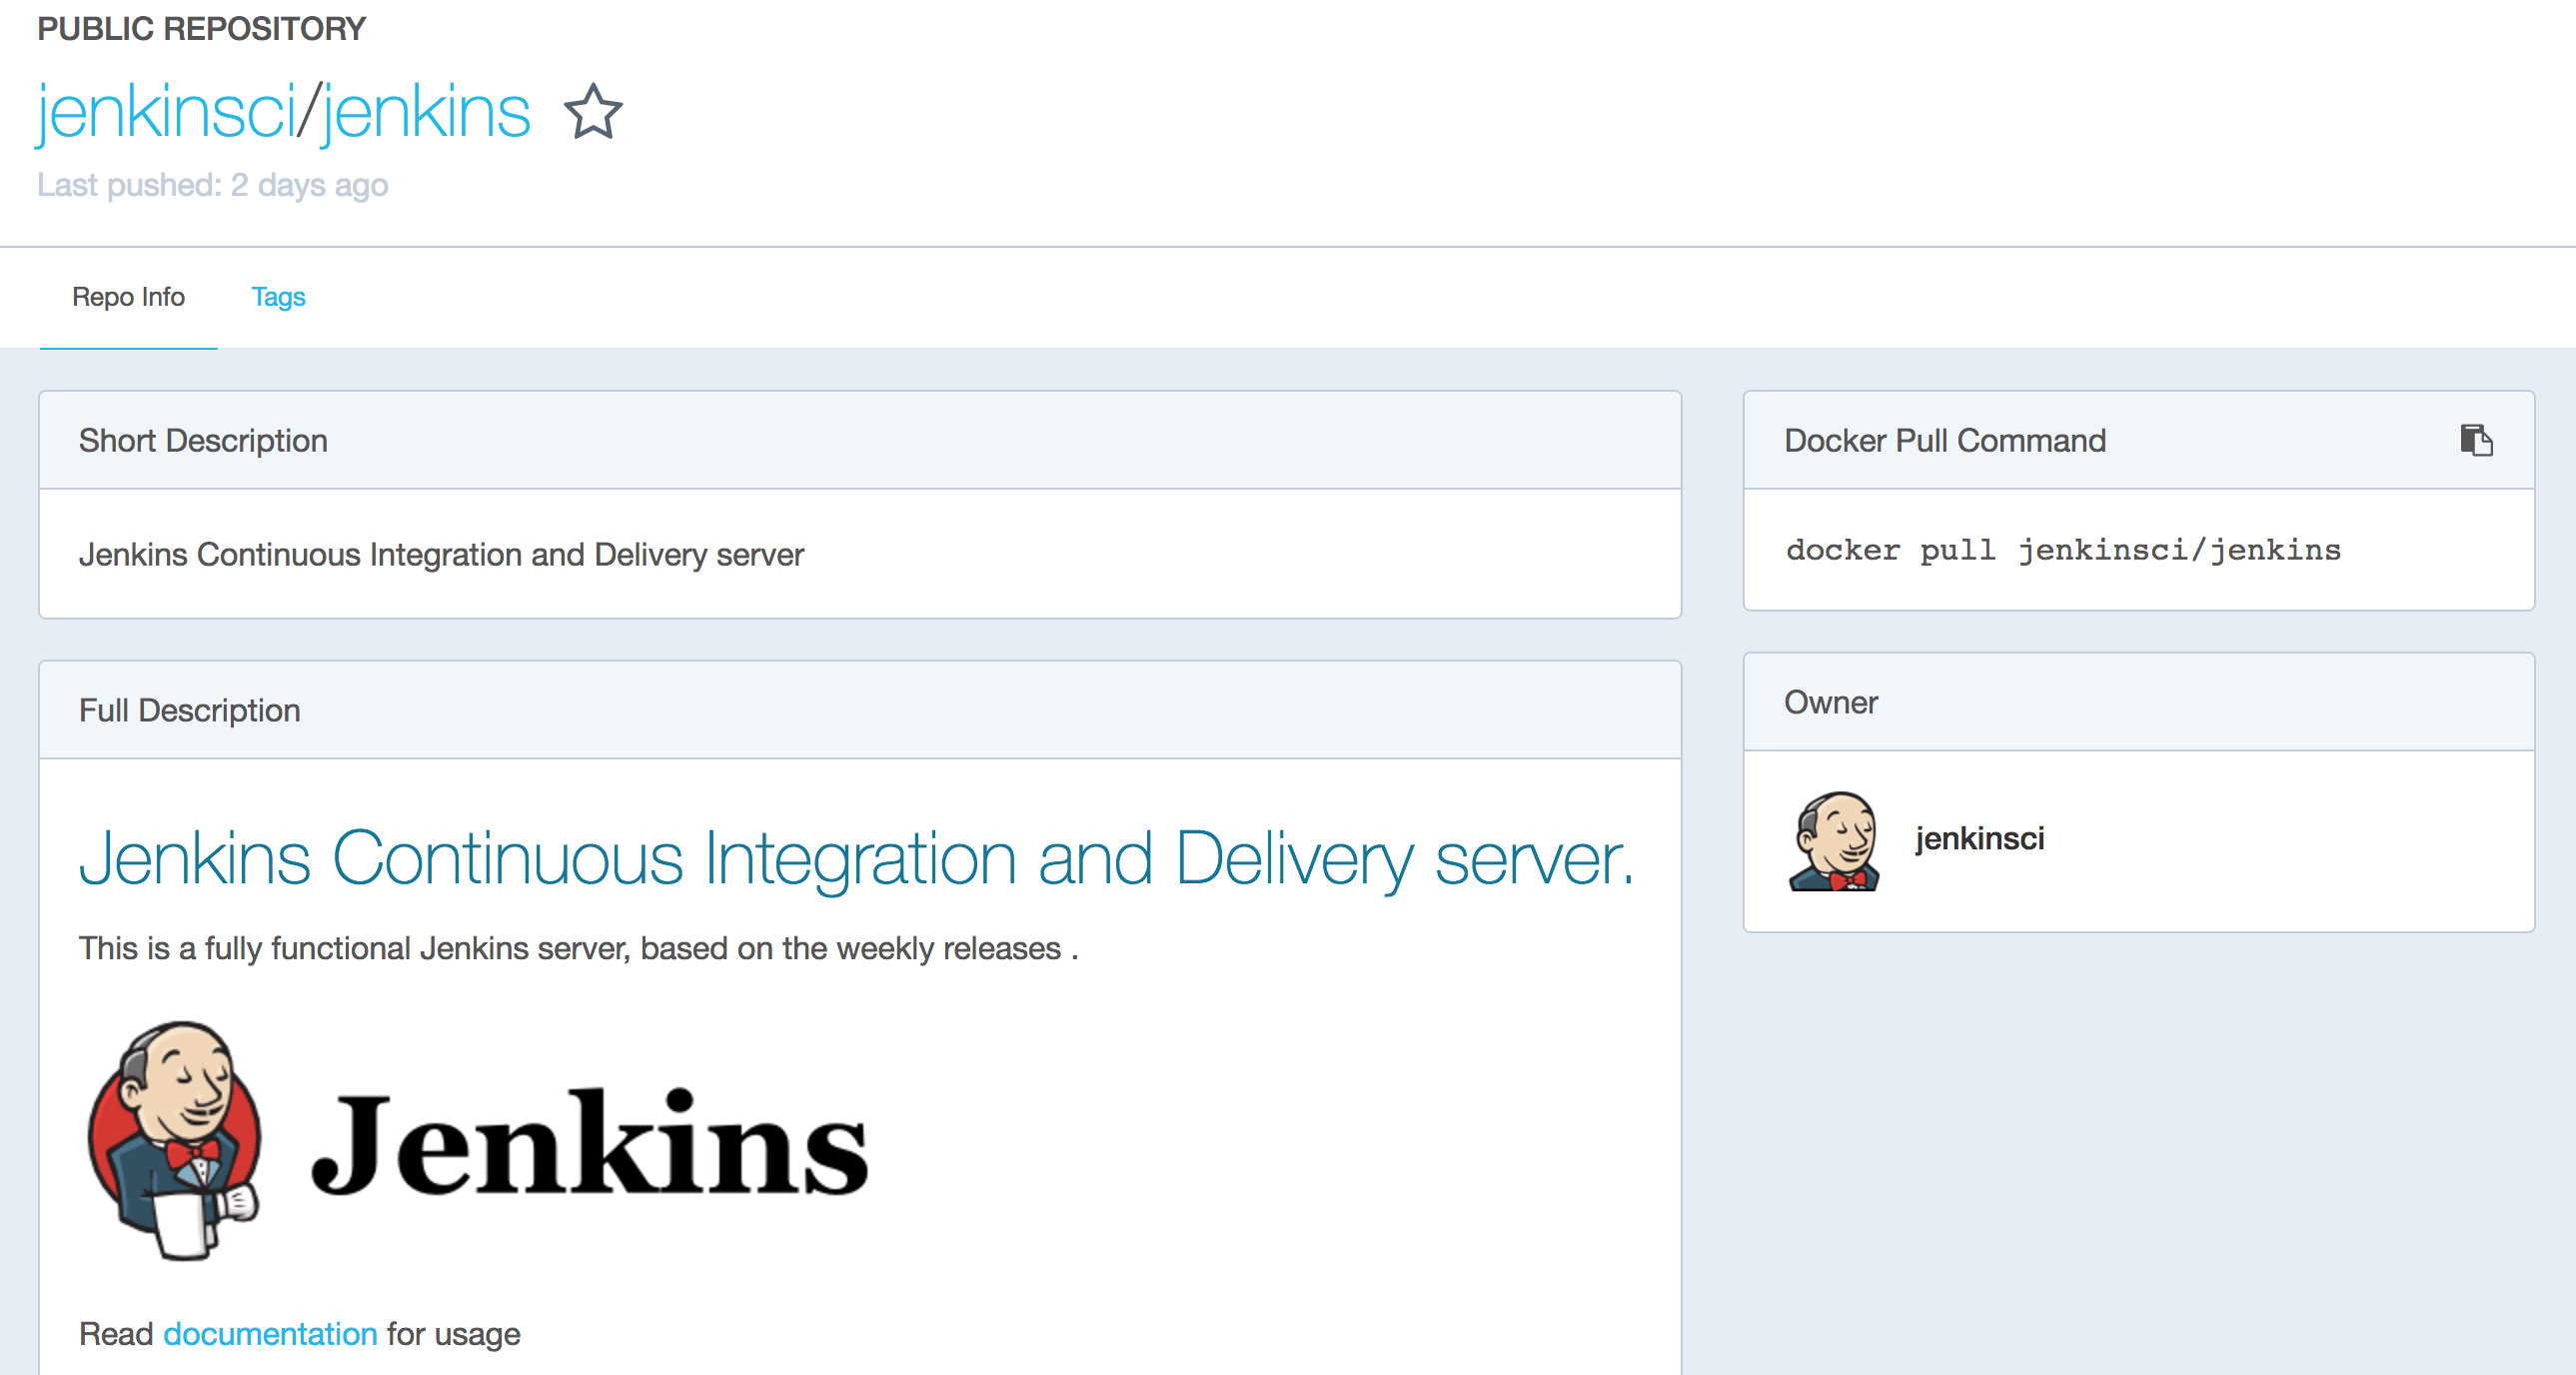 PUBLIC REPOSITORY
jenkinsci/jenkins
Last pushed: 2 days ago
Repo Info
Tags
Short Description
Jenkins Continuous Integration and Delivery server
Full Description
Jenkins Continuous Integration and Delivery server.
This is a fully functional Jenkins server, based on the weekly releases .
Jenkins
Read documentation for usage
Docker Pull Command
docker pull jenkinsci/jenkins
Owner
jenkinsci